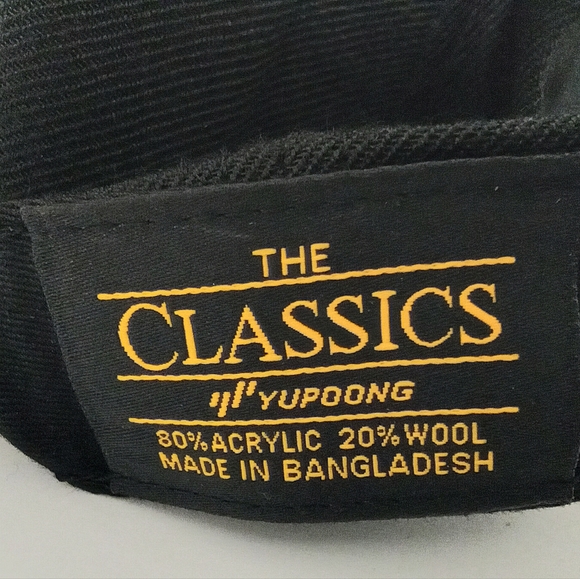 THE
CLASSICS
YUPOONG
80% ACRYLIC 20% WOOL
MADE IN BANGLADESH